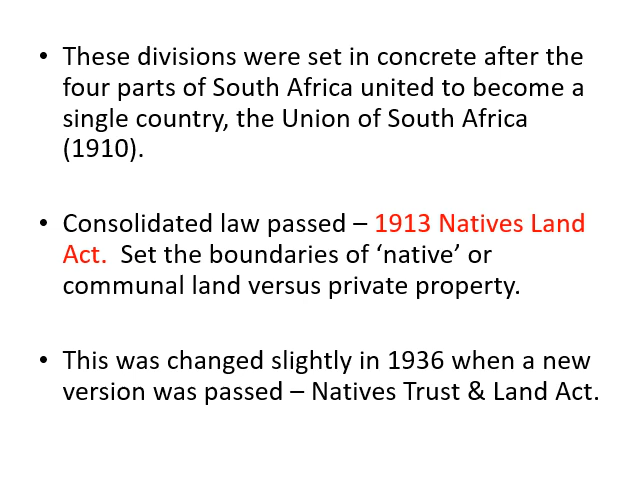 • These divisions were set in concrete after the
four parts of South Africa united to become a
single country, the Union of South Africa
(1910).
• Consolidated law passed – 1913 Natives Land
Act.  Set the boundaries of ‘native’ or
communal land versus private property.
• This was changed slightly in 1936 when a new
version was passed – Natives Trust & Land Act.